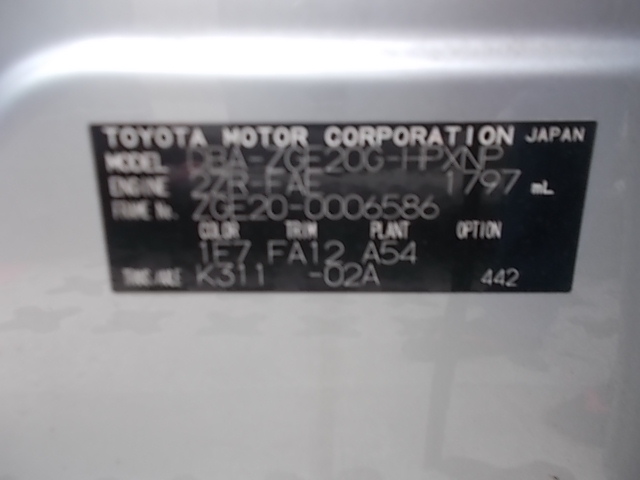 TOYOTA MOTOR CORPORATION JAPAN
MODEL DBA-ZGE20G-HPXNP
ENGINE 2ZR-FAE 1797 mL
FRAME No. ZGE20-0006586
COLOR TRIM PLANT OPTION
1E7 FA12 A54
TRANS/AXLE K311 -02A 442